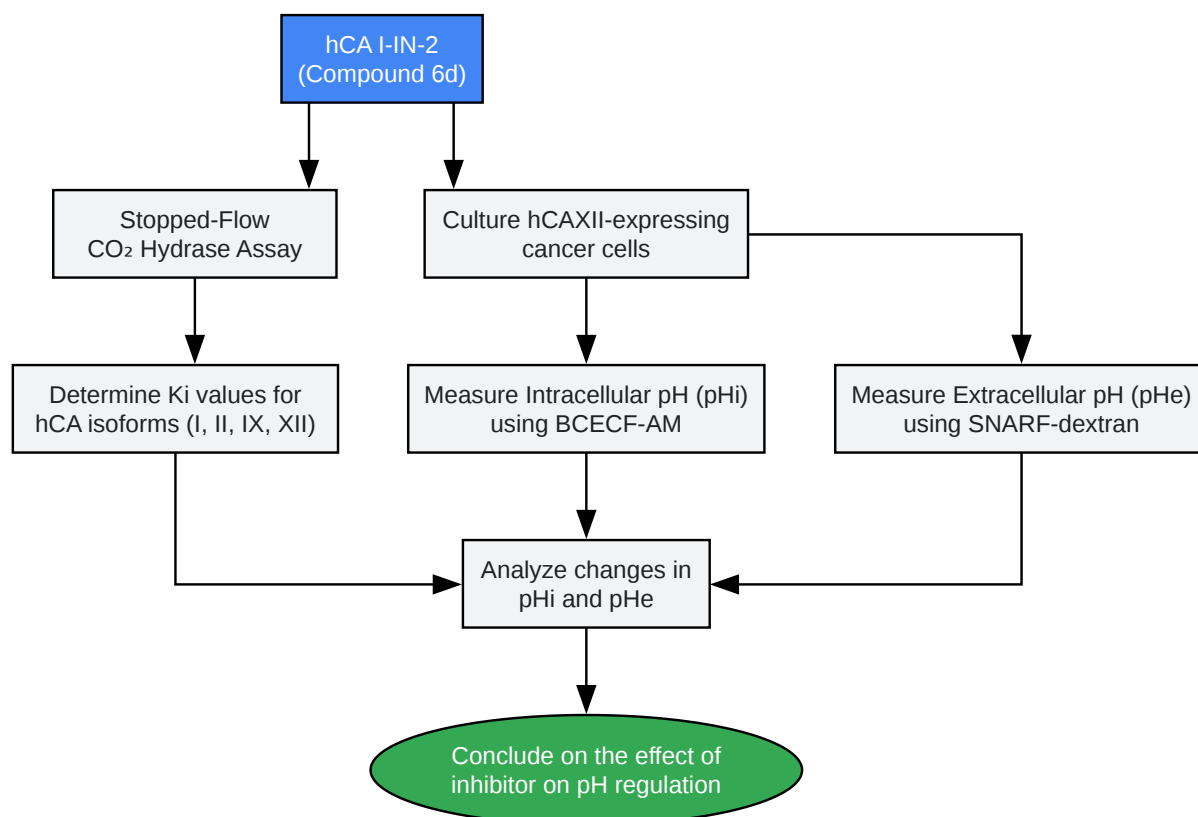 hCA I-IN-2
(Compound 6d)
Stopped-Flow
CO₂ Hydrase Assay
Culture hCAXII-expressing
cancer cells
Determine Ki values for
hCA isoforms (I, II, IX, XII)
Measure Intracellular pH (pHi)
using BCECF-AM
Measure Extracellular pH (pHe)
using SNARF-dextran
Analyze changes in
pHi and pHe
Conclude on the effect of
inhibitor on pH regulation